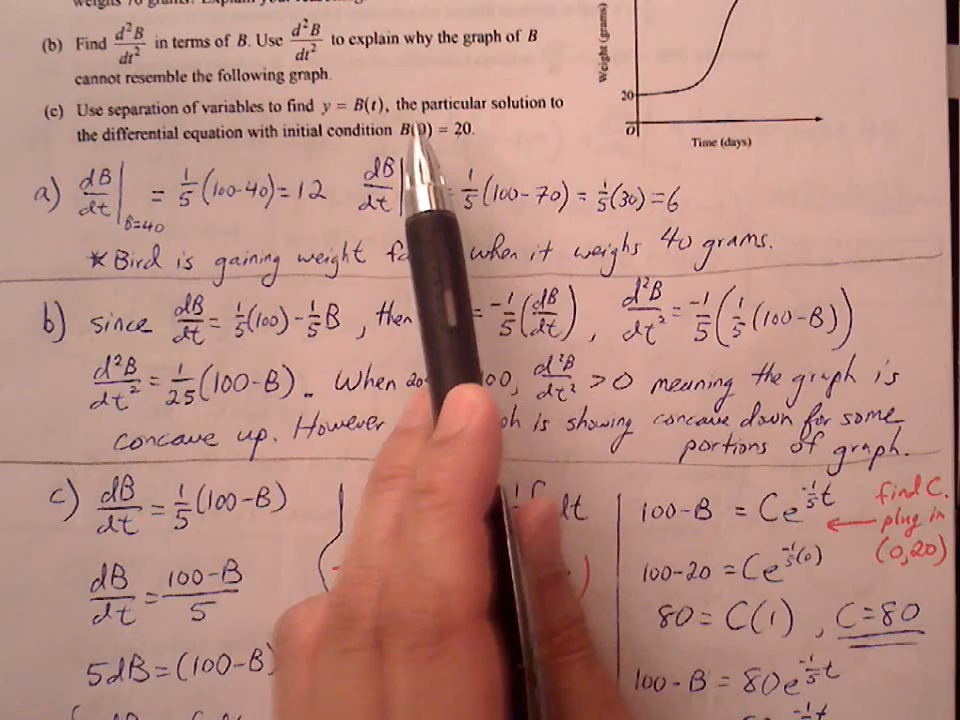 (b) Find d²B/dt² in terms of B. Use d²B/dt² to explain why the graph of B
cannot resemble the following graph.
(c) Use separation of variables to find y = B(t), the particular solution to
the differential equation with initial condition B(0) = 20.
Weight (grams)
20
O
Time (days)
a) dB/dt |B=40 = 1/5(100-40) = 12
dB/dt | = 1/5(100-70) = 1/5(30) = 6
* Bird is gaining weight when it weighs 40 grams.
b) since dB/dt = 1/5(100) - 1/5B , then = -1/5(dB/dt) , d²B/dt² = -1/5(1/5(100-B))
d²B/dt² = 1/25(100-B). When 100, d²B/dt² > 0 meaning the graph is
concave up. However is showing concave down for some
portions of graph.
c) dB/dt = 1/5(100-B)
dB/dt = 100-B/5
5dB = (100-B)
dt
100-B = Ce^-1/5t
find C.
plug in
(0,20)
100-20 = Ce^-1/5(0)
80 = C(1) , C=80
100-B = 80e^-1/5t